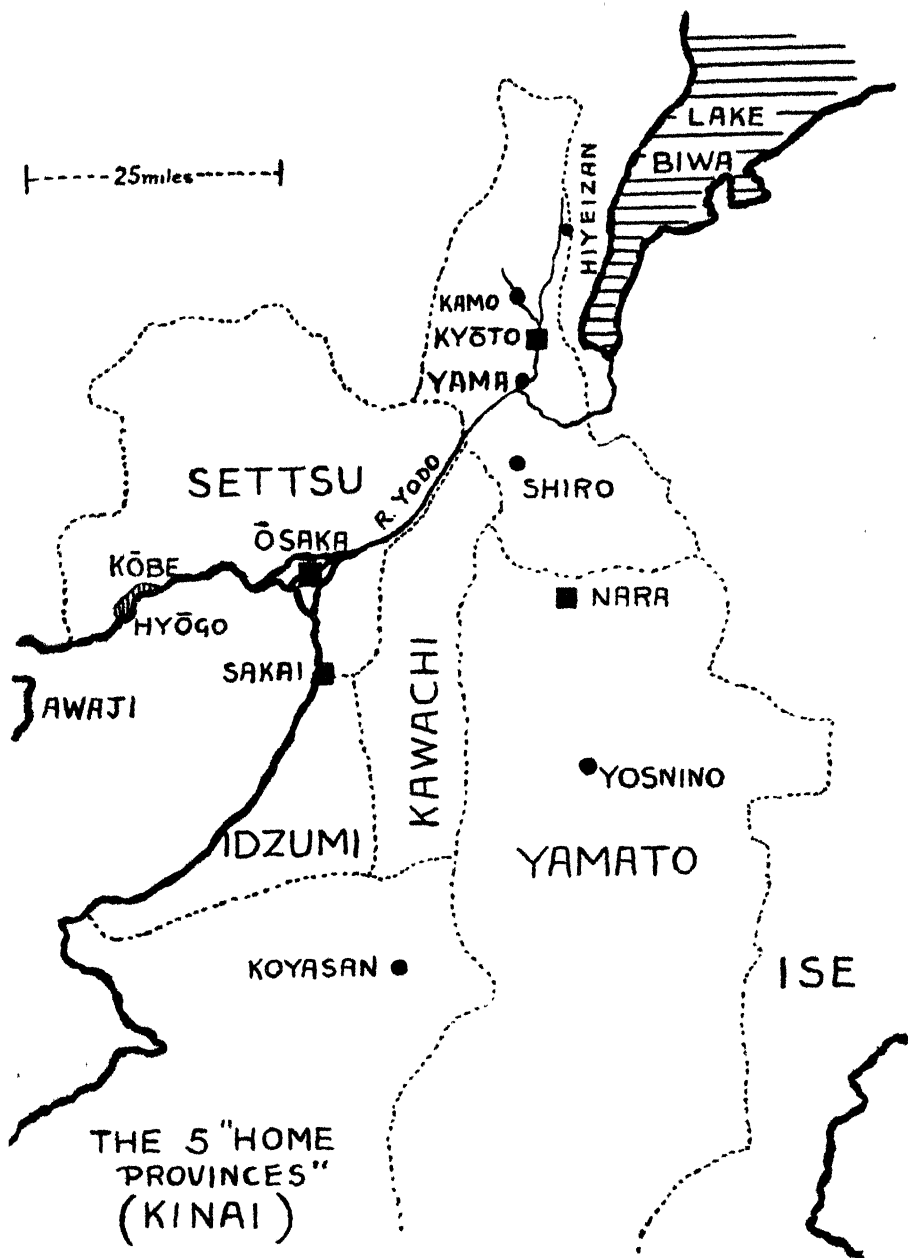 LAKE
BIWA
25 miles
HIYEIZAN
KAMO
KYŌTO
YAMA
SETTSU
R. YODO
SHIRO
ŌSAKA
KŌBE
NARA
HYŌGO
SAKAI
KAWACHI
AWAJI
YOSNINO
IDZUMI
YAMATO
KOYASAN
ISE
THE 5 "HOME
PROVINCES"
(KINAI)